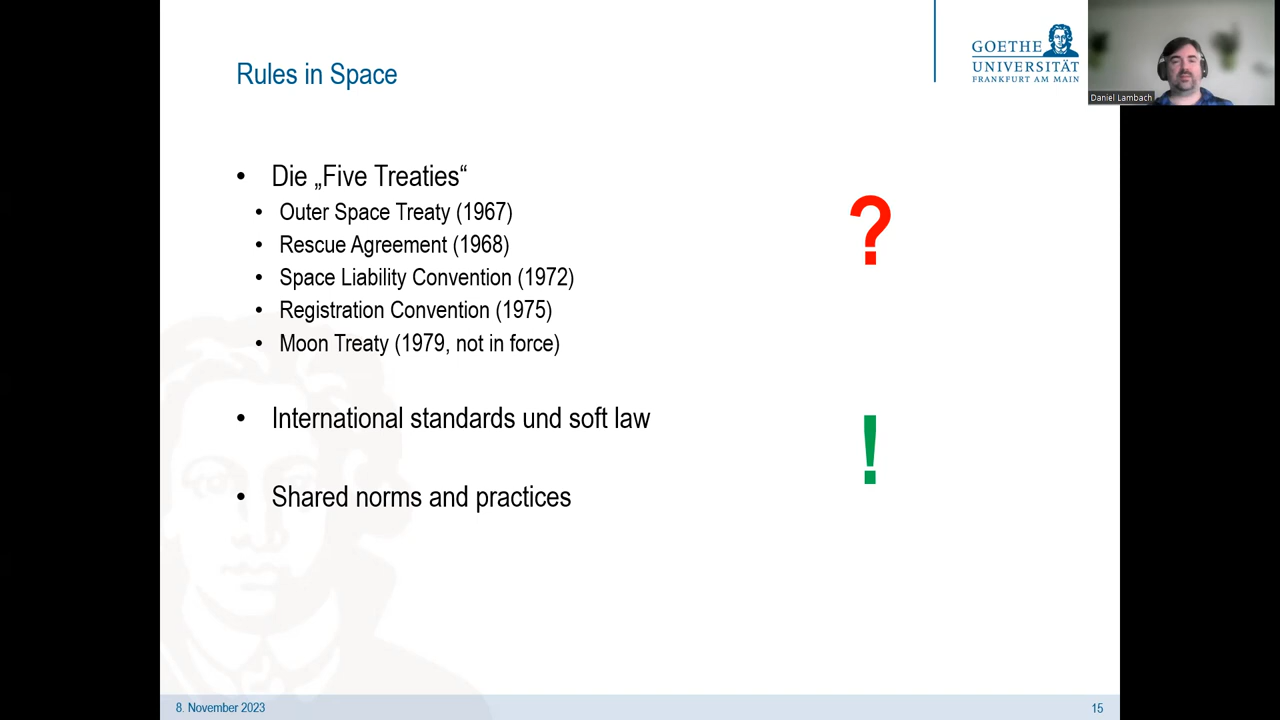 Rules in Space
GOETHE
UNIVERSITÄT
FRANKFURT AM MAIN
Daniel Lambach
• Die „Five Treaties“
• Outer Space Treaty (1967)
• Rescue Agreement (1968)
• Space Liability Convention (1972)
• Registration Convention (1975)
• Moon Treaty (1979, not in force)
?
• International standards und soft law
!
• Shared norms and practices
8. November 2023
15